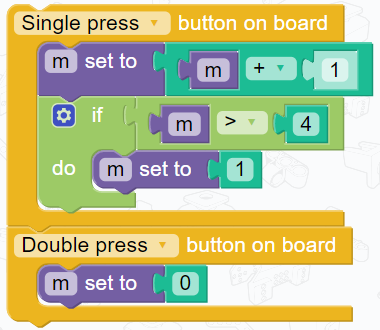 Single press ▾ button on board
m set to m + ▾ 1
if m > ▾ 4
do m set to 1
Double press ▾ button on board
m set to 0